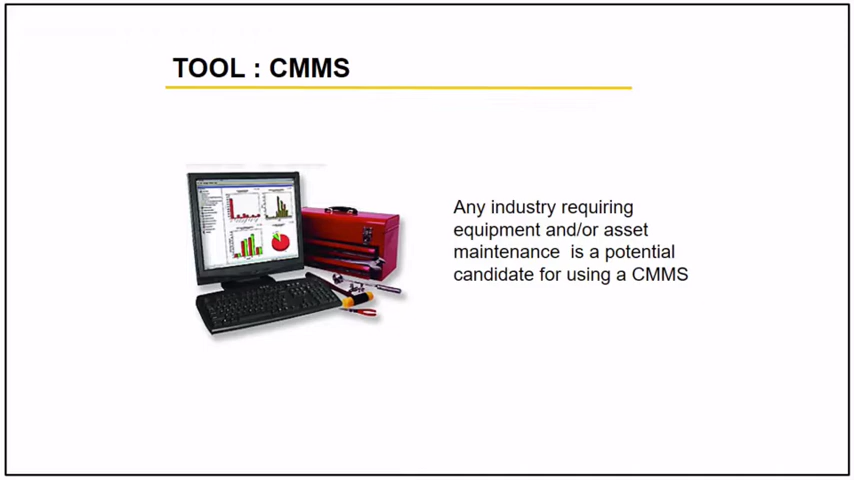 TOOL : CMMS
Any industry requiring
equipment and/or asset
maintenance  is a potential
candidate for using a CMMS